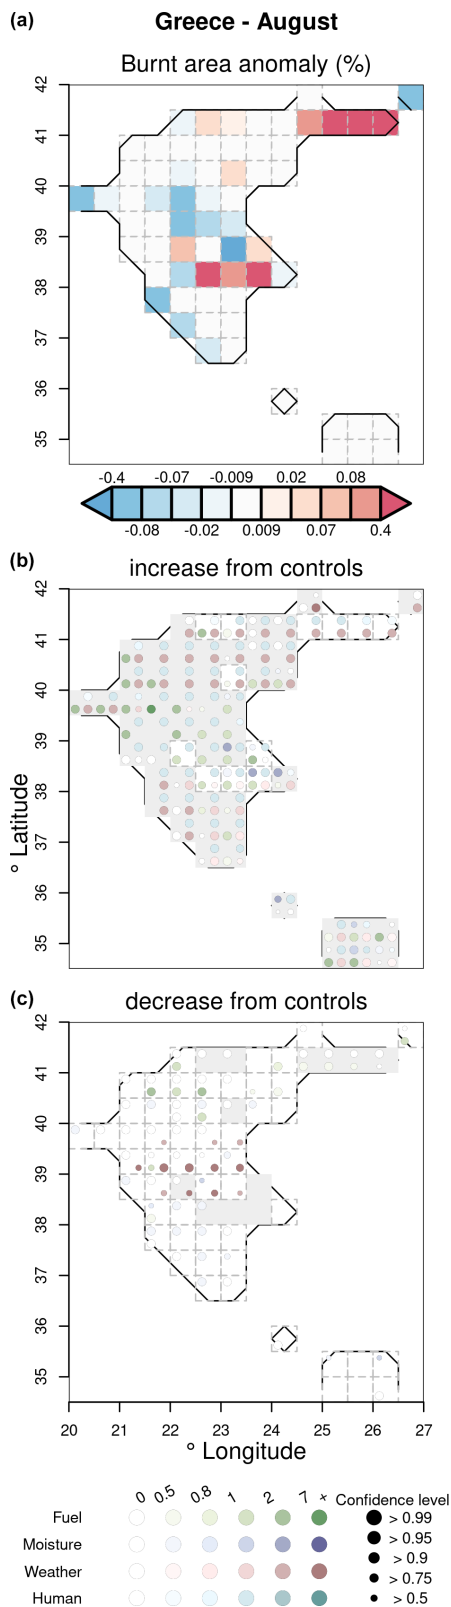 (a) Greece - August
Burnt area anomaly (%)
42
41
40
39
38
37
36
35
-0.4 -0.07 -0.009 0.02 0.08
-0.08 -0.02 0.009 0.07 0.4
(b) increase from controls
42
41
40
39
38
37
36
35
° Latitude
(c) decrease from controls
42
41
40
39
38
37
36
35
20 21 22 23 24 25 26 27
° Longitude
0 0.5 0.8 1 2 7 + Confidence level
Fuel > 0.99
Moisture > 0.95
> 0.9
Weather > 0.75
Human > 0.5